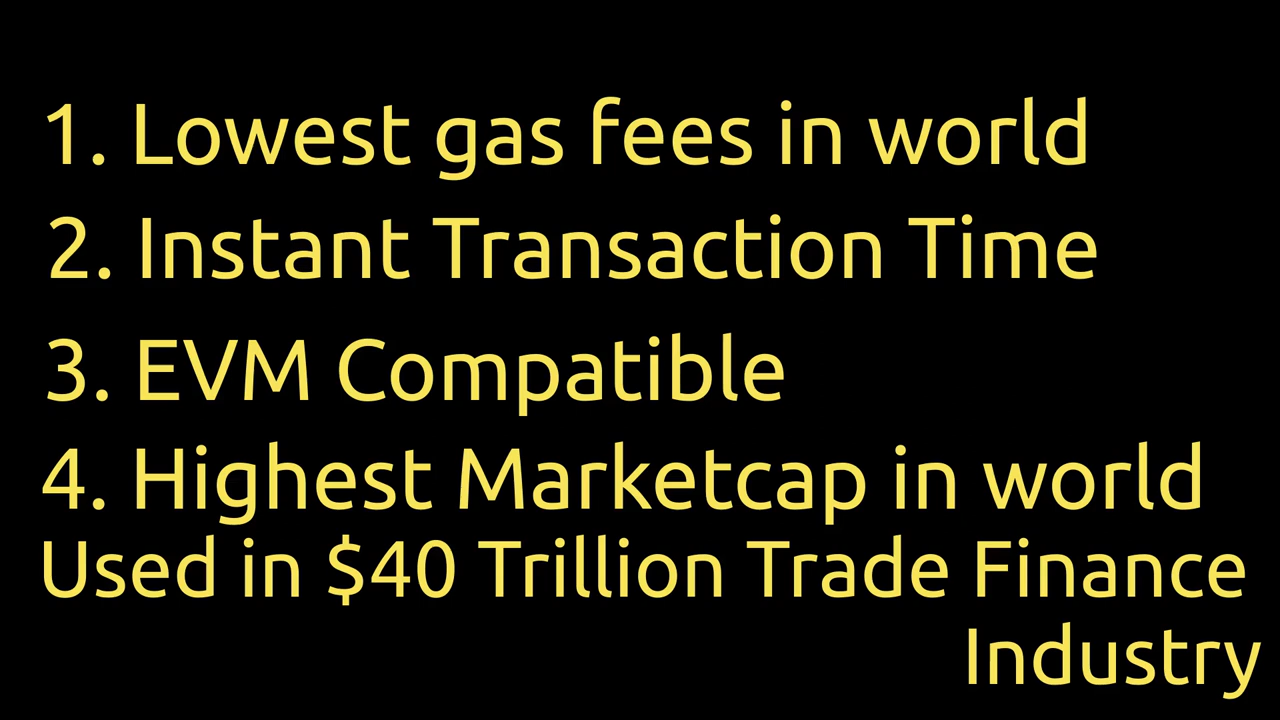 1. Lowest gas fees in world
2. Instant Transaction Time
3. EVM Compatible
4. Highest Marketcap in world
Used in $40 Trillion Trade Finance
Industry